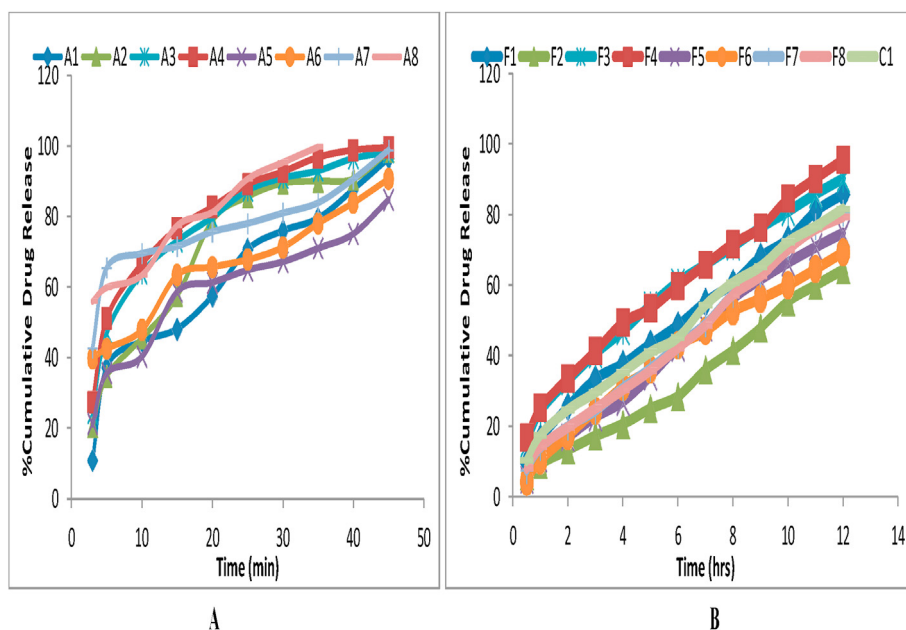 A1 A2 A3 A4 A5 A6 A7 A8
120
100
80
60
40
20
0
%Cumulative Drug Release
0 10 20 30 40 50
Time (min)
A
F1 F2 F3 F4 F5 F6 F7 F8 C1
120
100
80
60
40
20
0
%Cumulative Drug Release
0 2 4 6 8 10 12 14
Time (hrs)
B